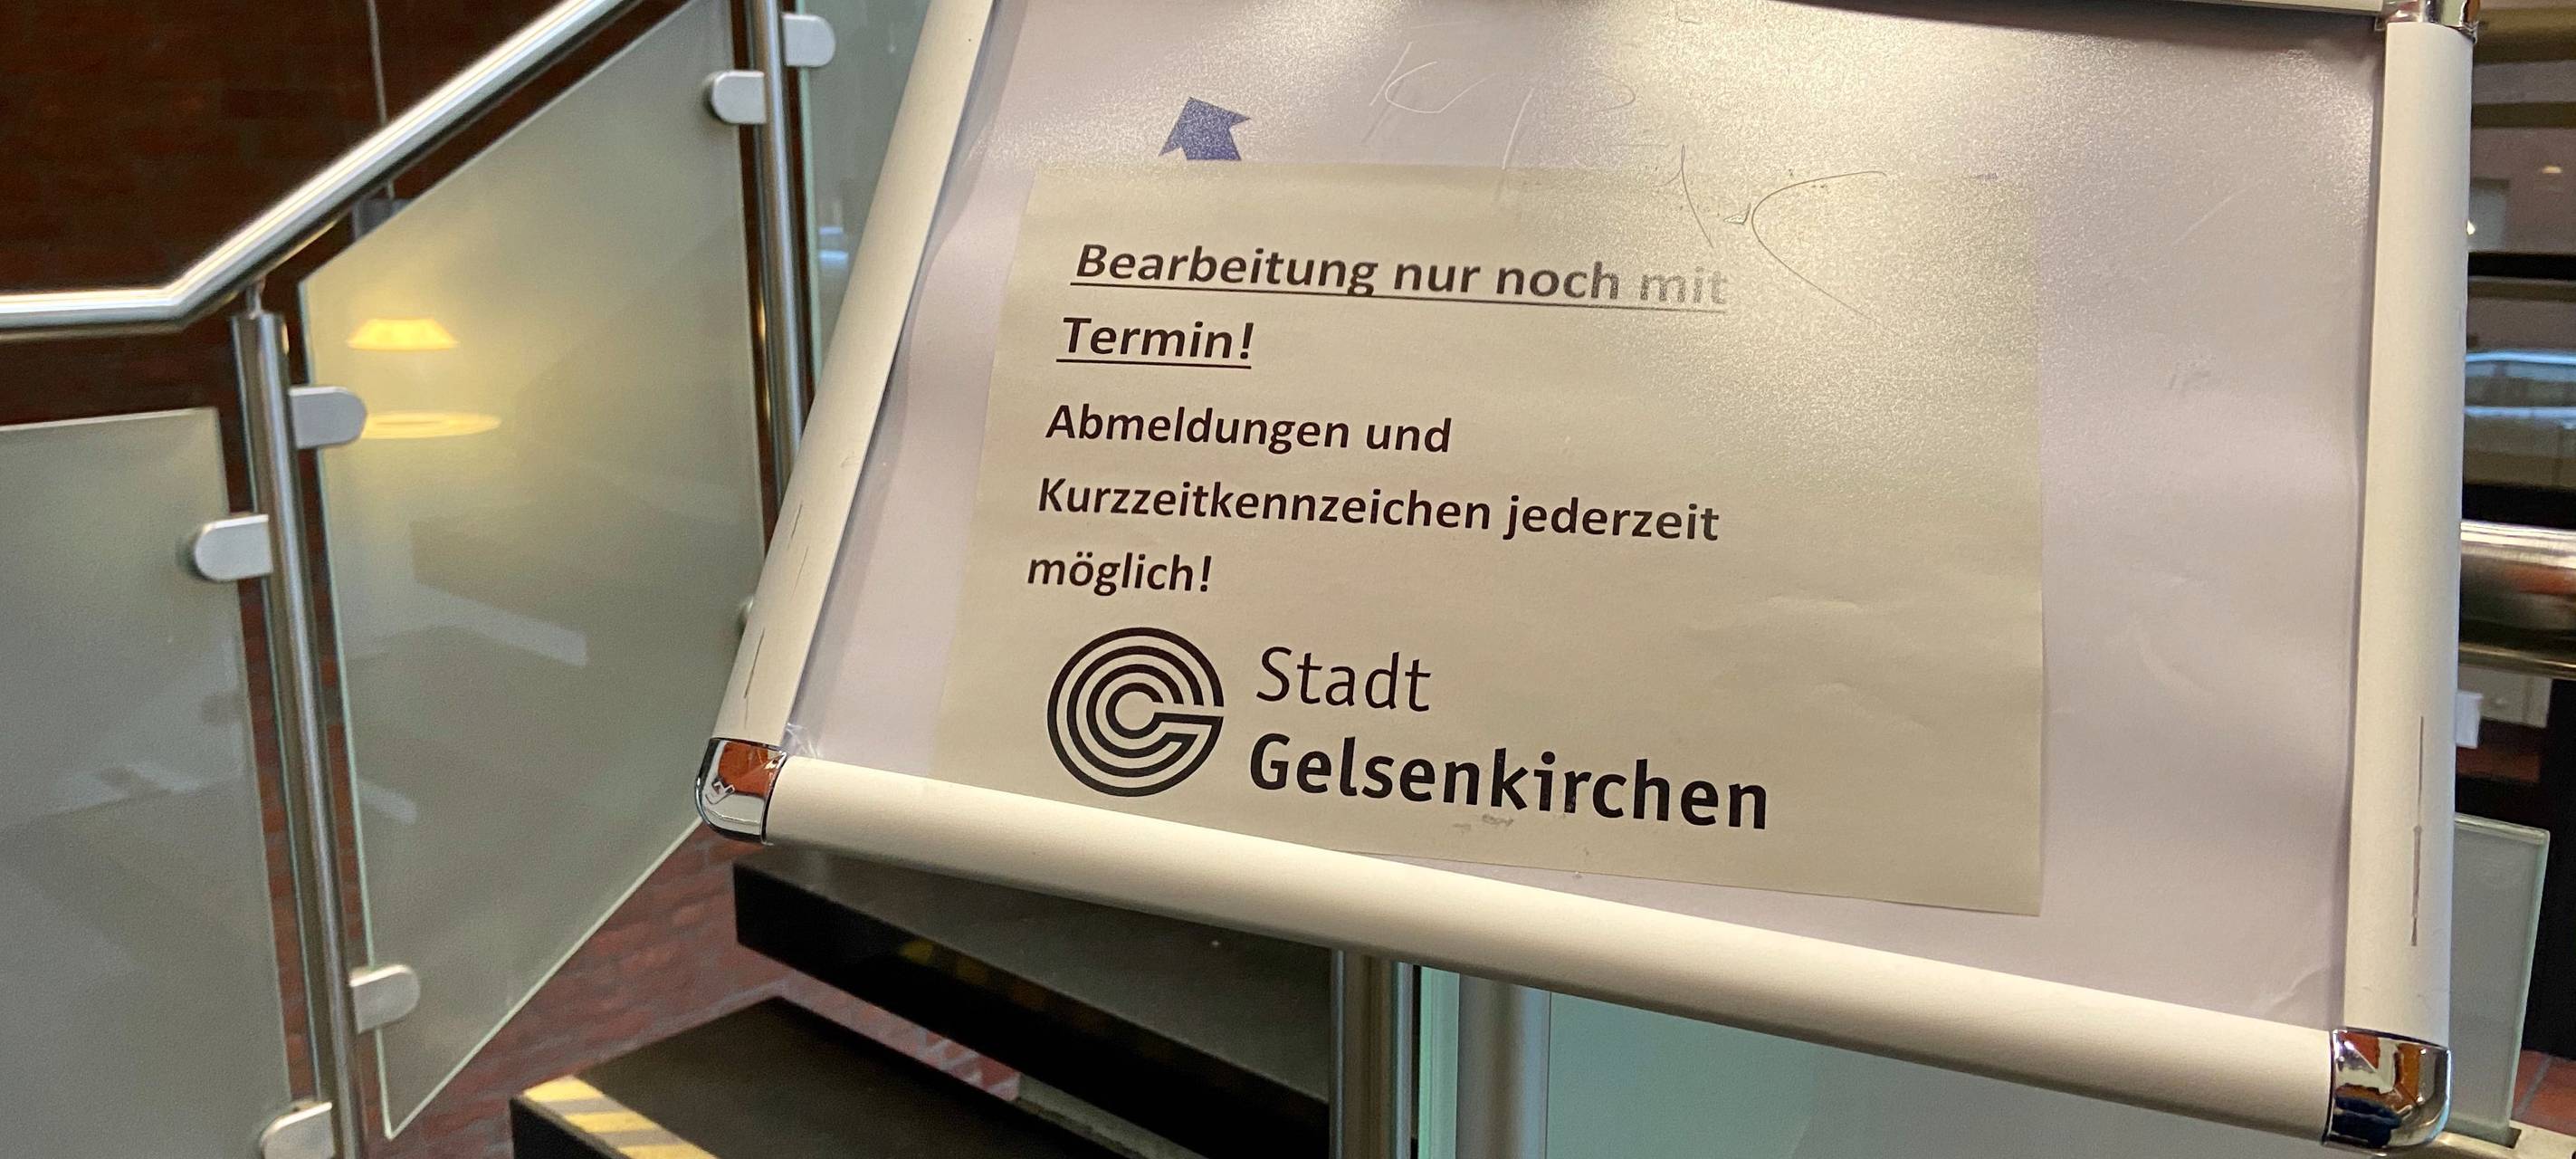 Bearbeitung nur noch mit
Termin!
Abmeldungen und
Kurzzeitkennzeichen jederzeit
möglich!
Stadt
Gelsenkirchen